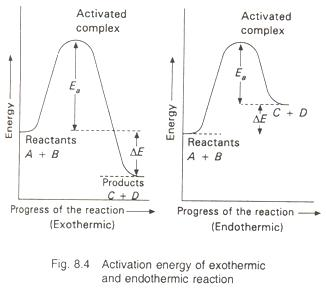 Activated
complex
Energy
Eₐ
Reactants
A + B
ΔE
Products
C + D
Progress of the reaction
(Exothermic)
Activated
complex
Energy
Eₐ
C + D
ΔE
Reactants
A + B
Progress of the reaction
(Endothermic)
Fig. 8.4 Activation energy of exothermic
and endothermic reaction